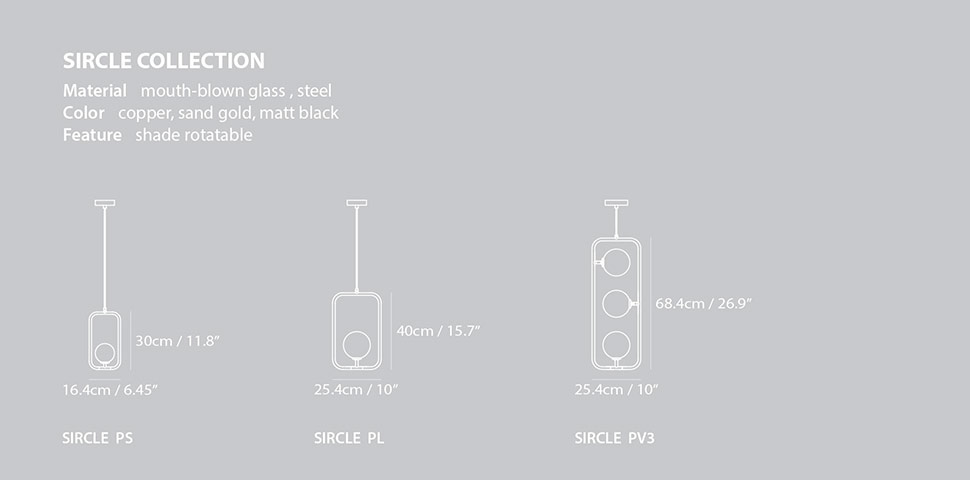 SIRCLE COLLECTION
Material mouth-blown glass , steel
Color copper, sand gold, matt black
Feature shade rotatable
30cm / 11.8”
16.4cm / 6.45”
SIRCLE PS
40cm / 15.7”
25.4cm / 10”
SIRCLE PL
68.4cm / 26.9”
25.4cm / 10”
SIRCLE PV3